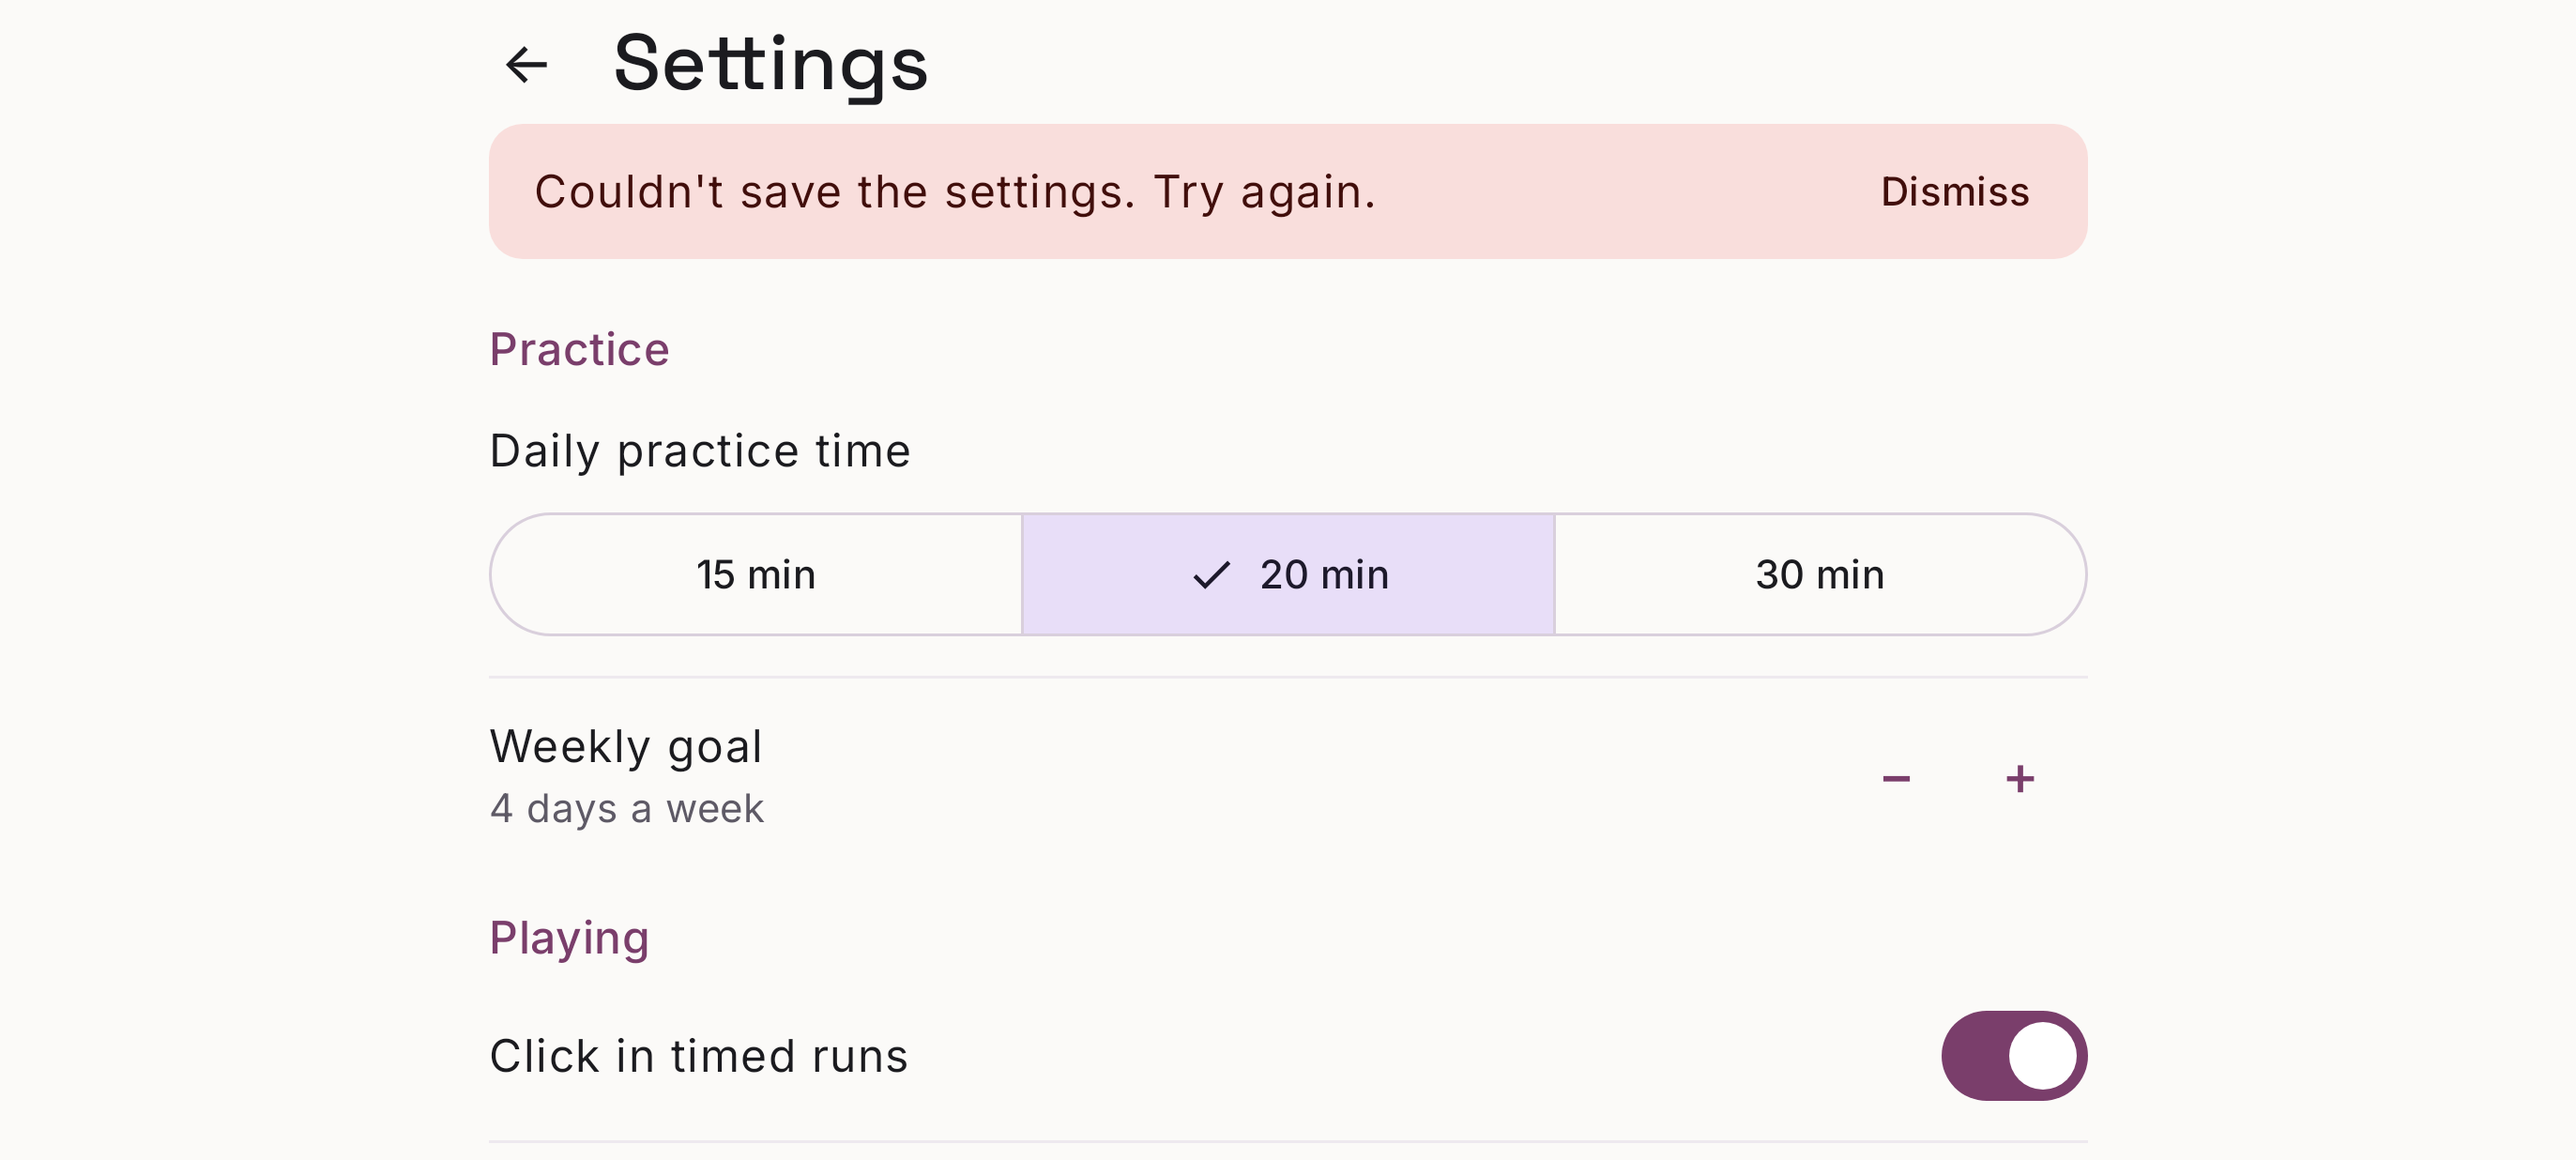 Settings
Couldn't save the settings. Try again.
Dismiss
Practice
Daily practice time
15 min
20 min
30 min
Weekly goal
4 days a week
Playing
Click in timed runs